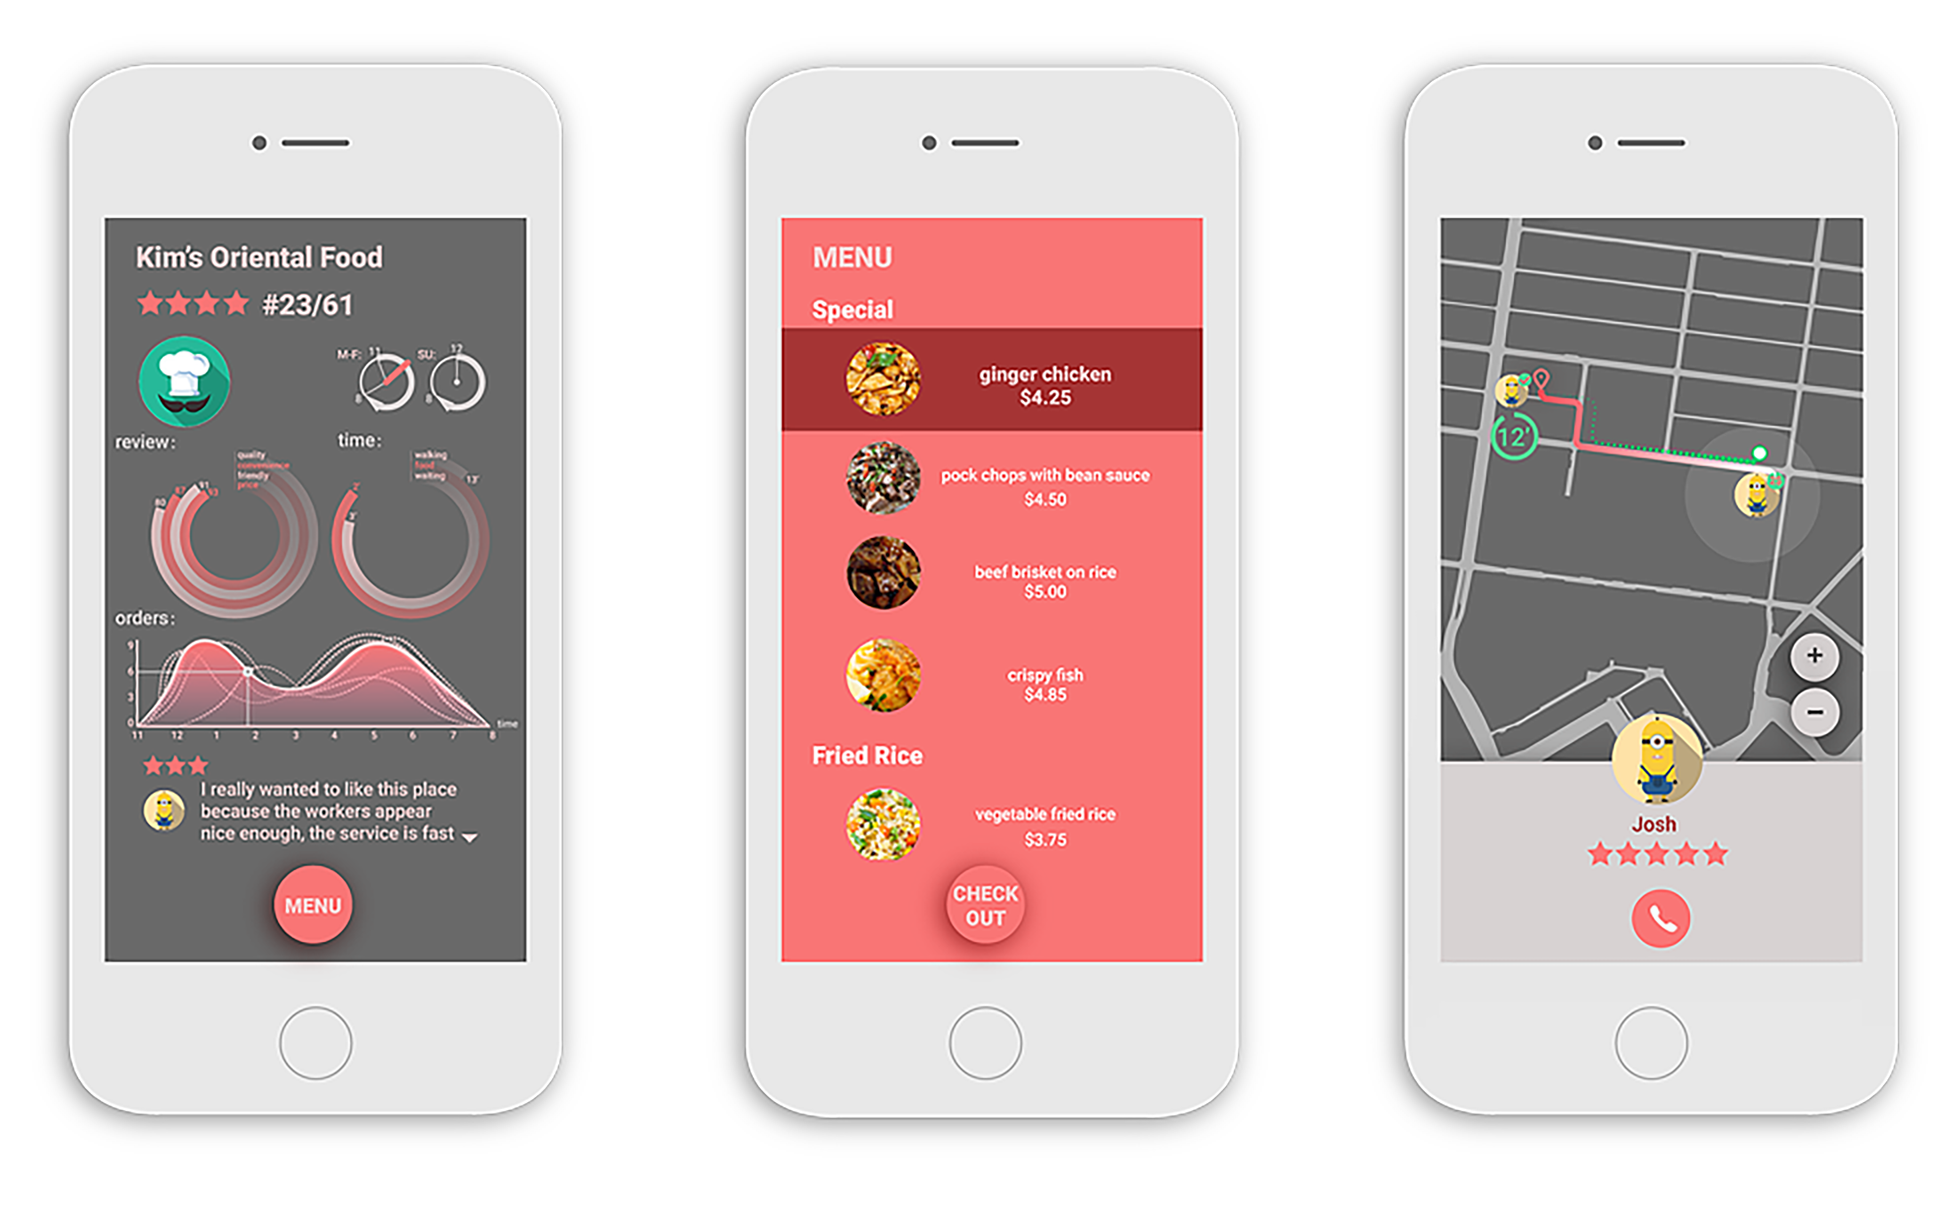 Kim's Oriental Food
#23/61
M-F: 11 SU: 12
8 8
review: time:
quality
convenience
friendly
price
80 87 91 93
walking
food
waiting
13'
2'
3'
orders:
9
6
3
0
11 12 1 2 3 4 5 6 7 8 time
I really wanted to like this place
because the workers appear
nice enough, the service is fast
MENU
MENU
Special
ginger chicken
$4.25
pock chops with bean sauce
$4.50
beef brisket on rice
$5.00
crispy fish
$4.85
Fried Rice
vegetable fried rice
$3.75
CHECK
OUT
12'
+
−
Josh